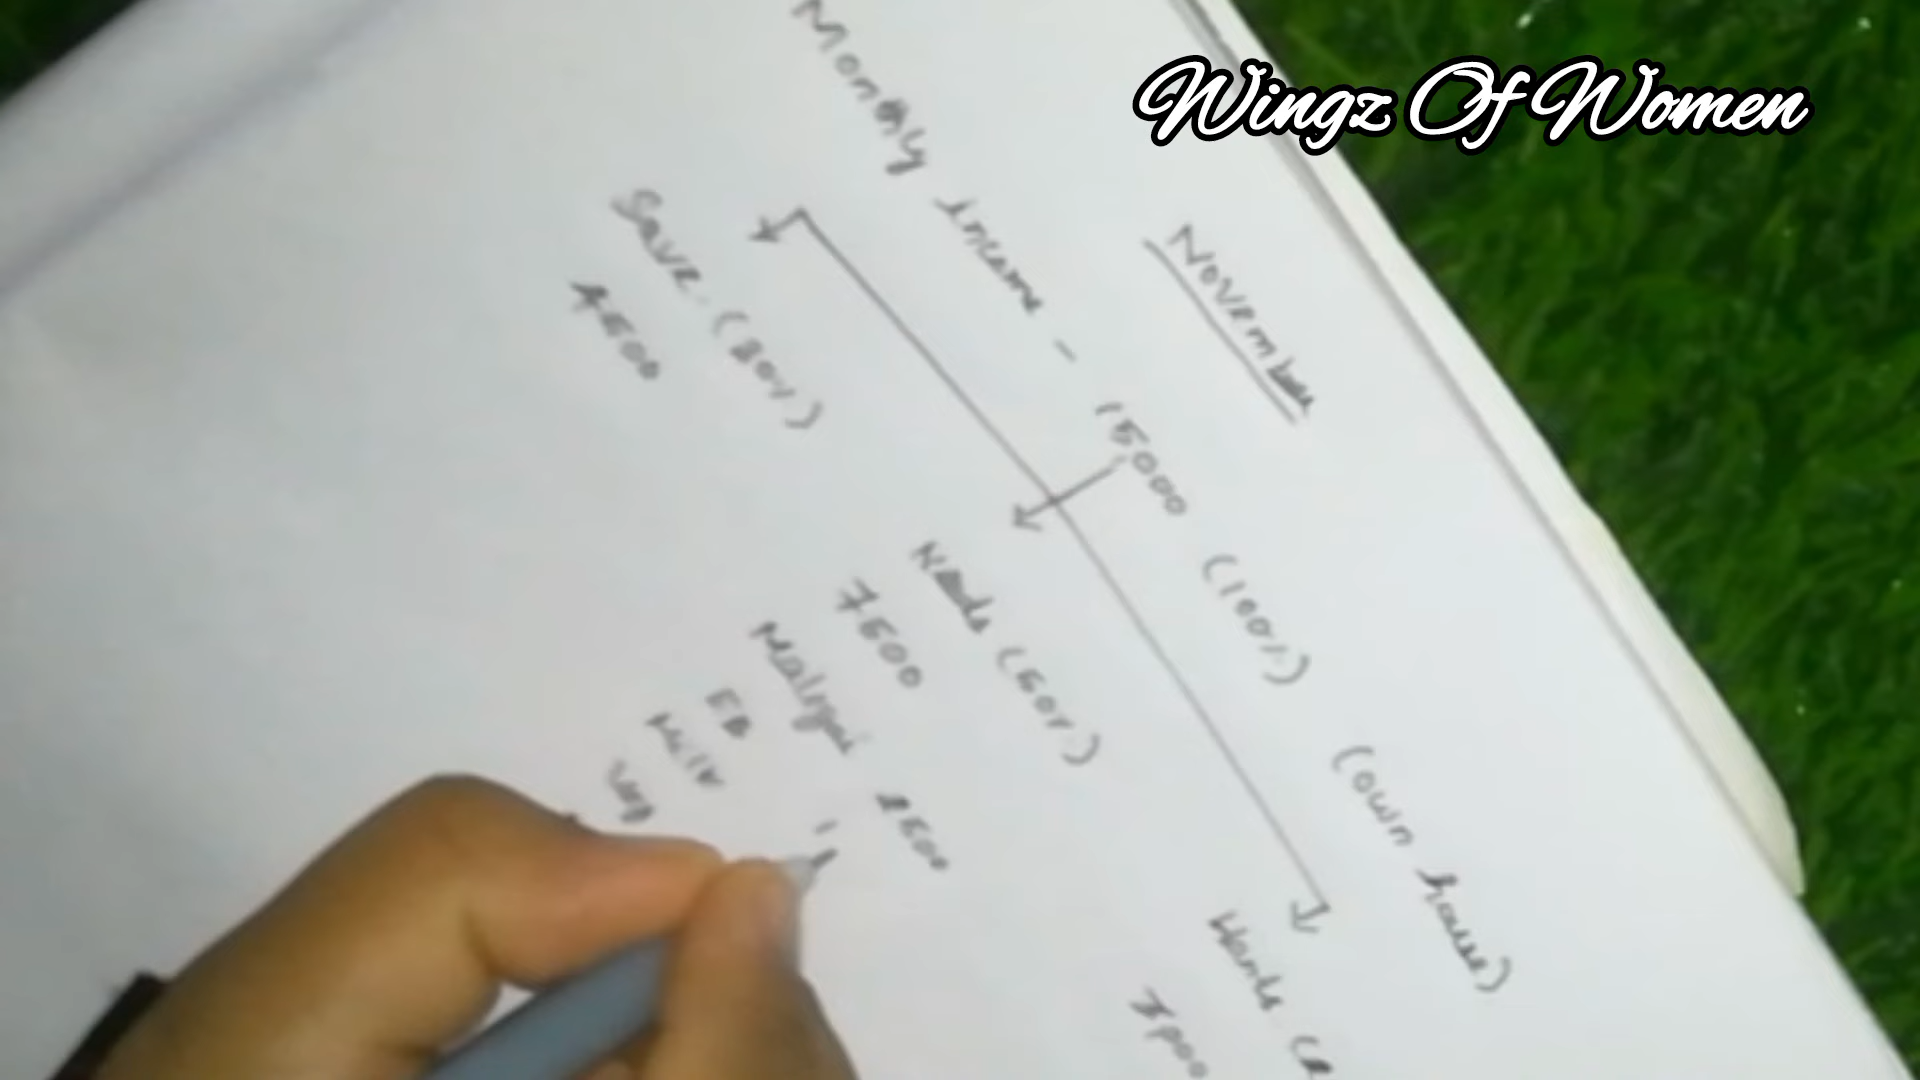 Wingz Of Women
November
Monthly income - 15000 (100%) (own house)
Save (30%)
4500
Needs (50%)
7500
Maligai 2500
EB
Milk
Wants
3000